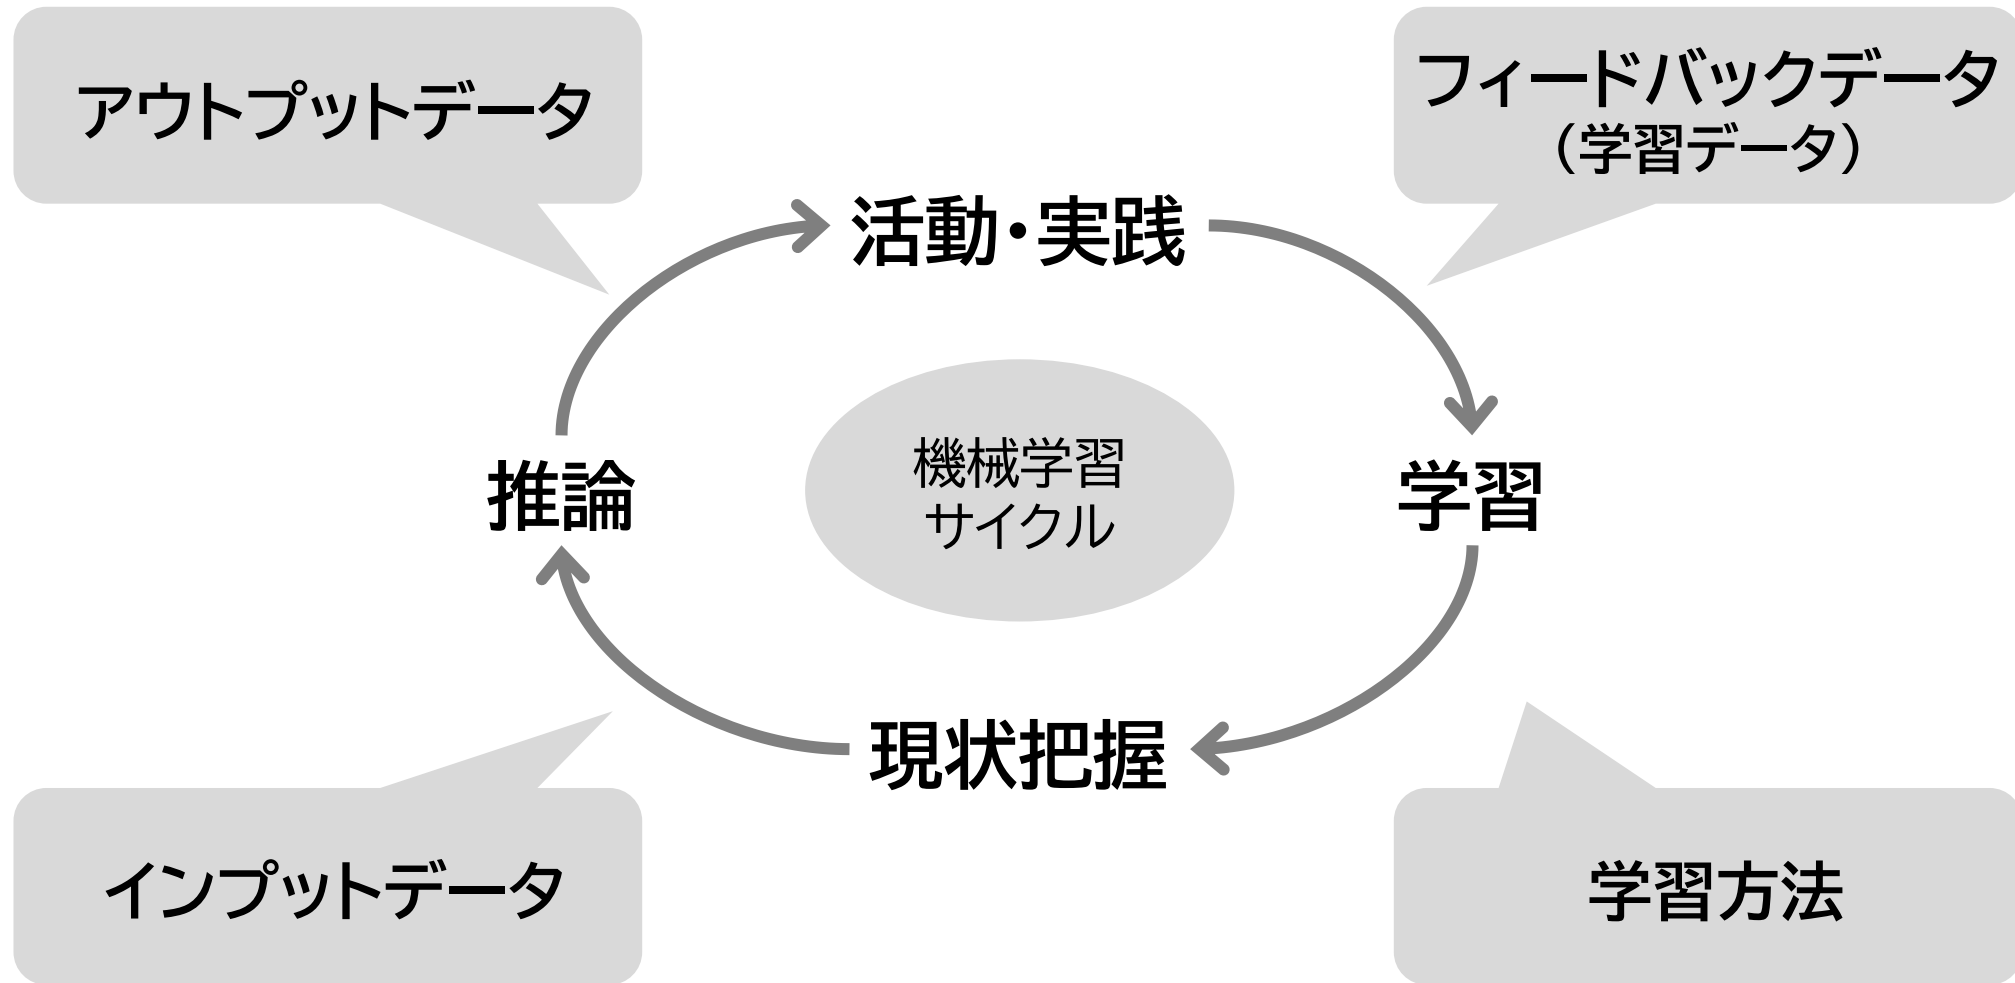 アウトプットデータ
フィードバックデータ
（学習データ）
活動・実践
推論
機械学習
サイクル
学習
現状把握
インプットデータ
学習方法